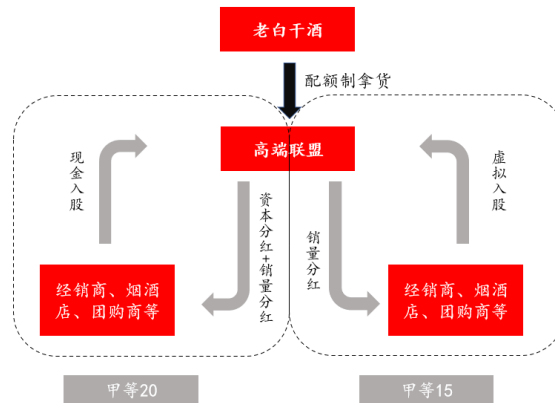 老白干酒
配额制拿货
高端联盟
现金入股
资本分红+销量分红
销量分红
虚拟入股
经销商、烟酒
店、团购商等
经销商、烟酒
店、团购商等
甲等20
甲等15